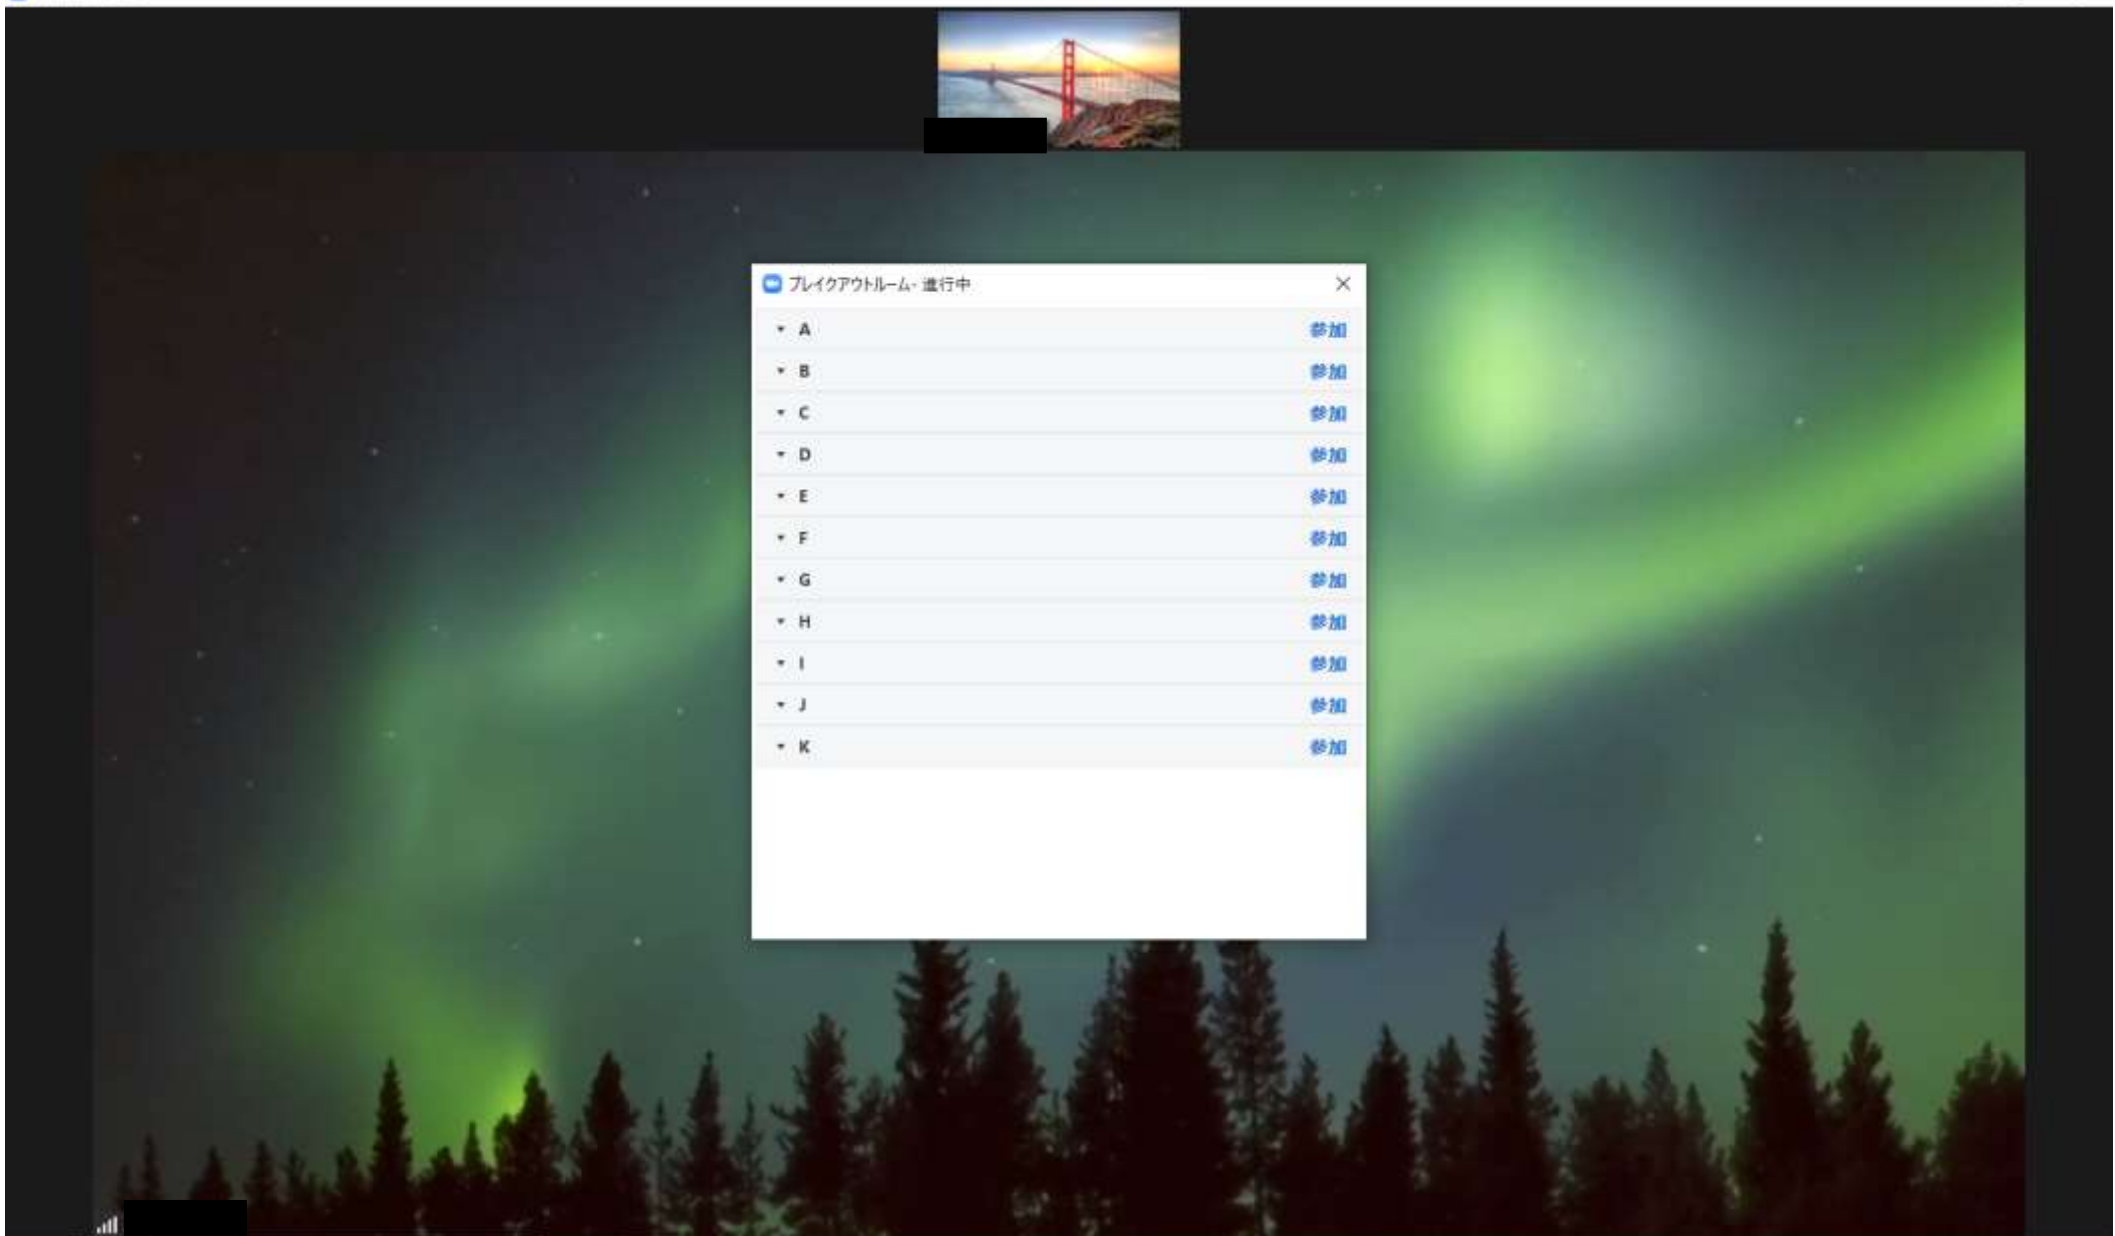 ブレイクアウトルーム- 進行中
A 参加
B 参加
C 参加
D 参加
E 参加
F 参加
G 参加
H 参加
I 参加
J 参加
K 参加